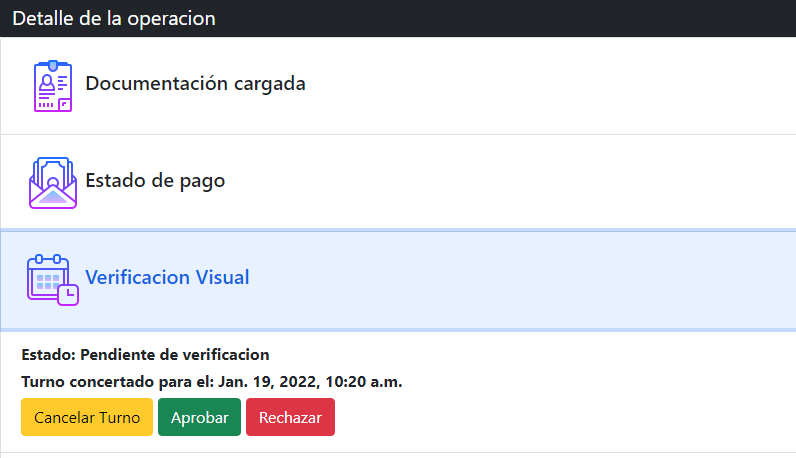 Detalle de la operacion
Documentación cargada
Estado de pago
Verificacion Visual
Estado: Pendiente de verificacion
Turno concertado para el: Jan. 19, 2022, 10:20 a.m.
Cancelar Turno Aprobar Rechazar